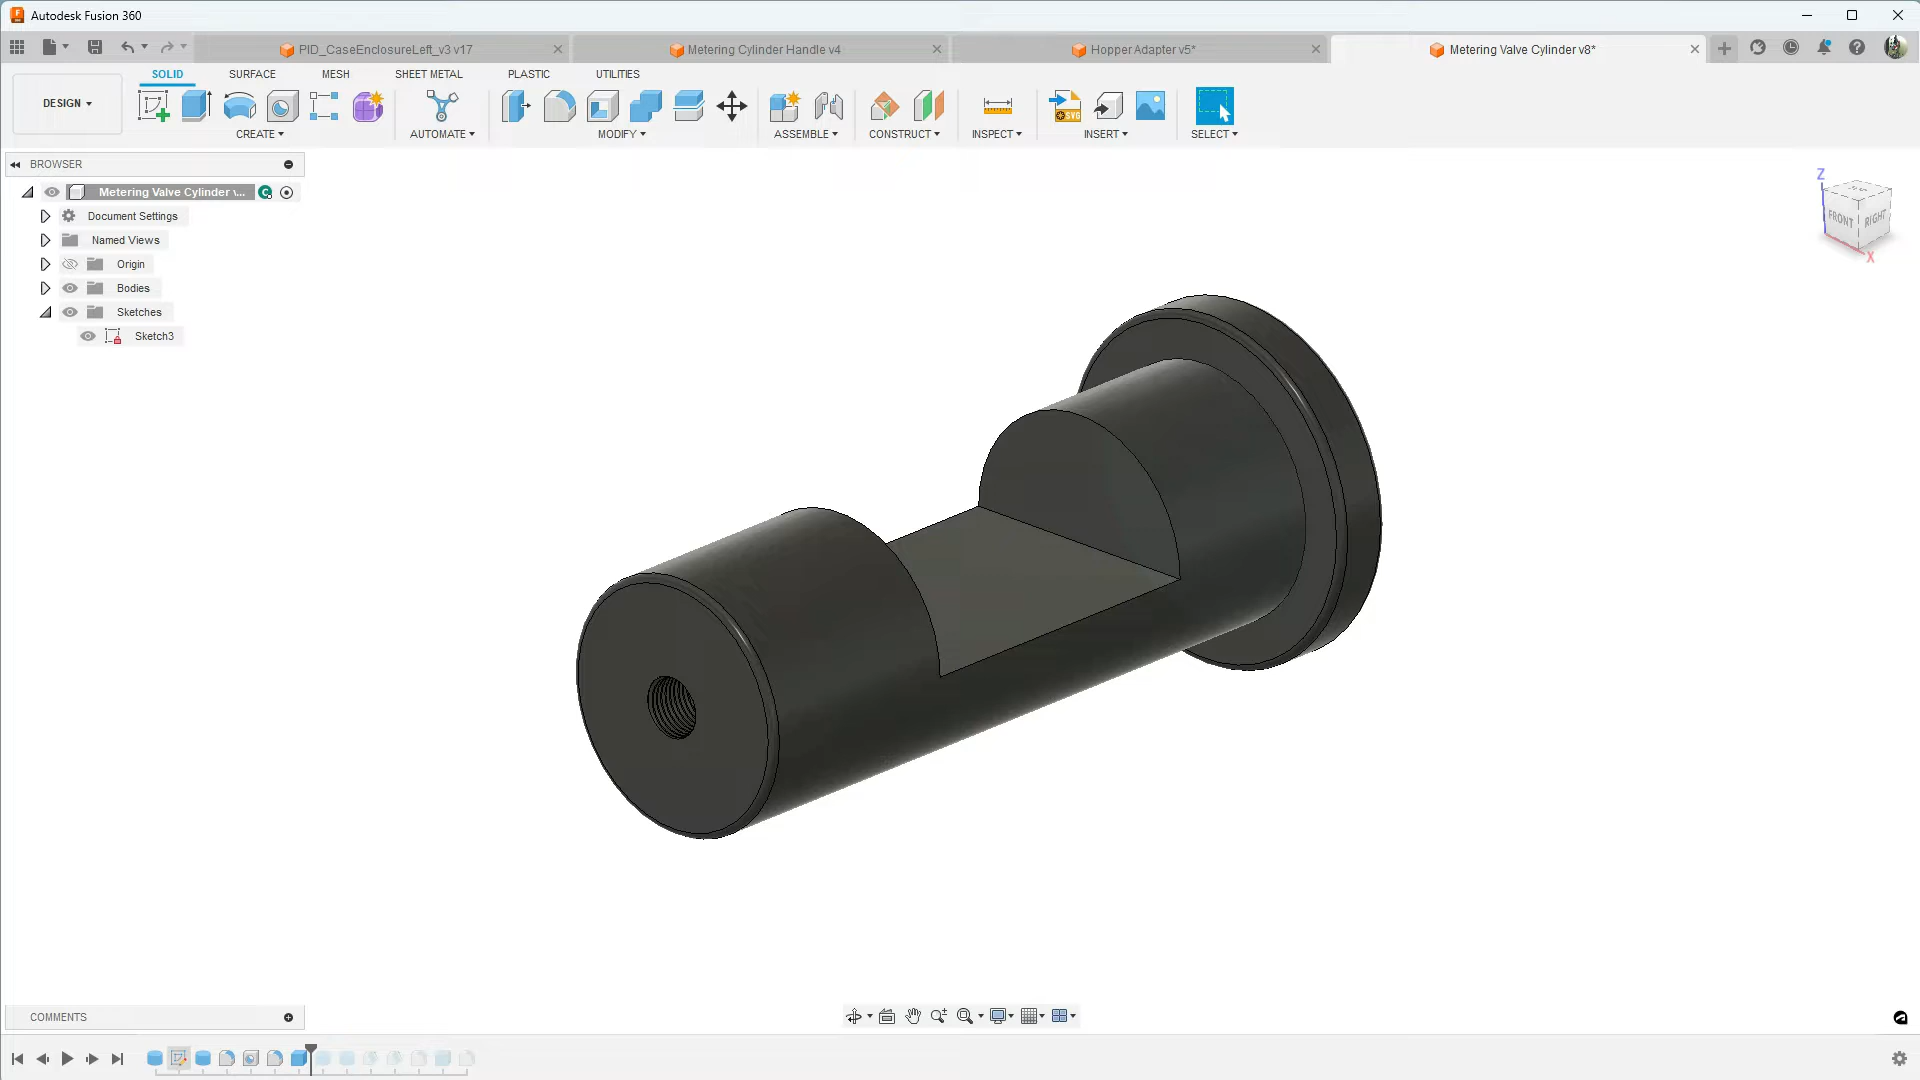 Autodesk Fusion 360
PID_CaseEnclosureLeft_v3 v17
Metering Cylinder Handle v4
Hopper Adapter v5*
Metering Valve Cylinder v8*
SOLID SURFACE MESH SHEET METAL PLASTIC UTILITIES
DESIGN
CREATE AUTOMATE MODIFY ASSEMBLE CONSTRUCT INSPECT INSERT SELECT
SVG
BROWSER
Metering Valve Cylinder v...
Document Settings
Named Views
Origin
Bodies
Sketches
Sketch3
Z
FRONT
RIGHT
X
COMMENTS